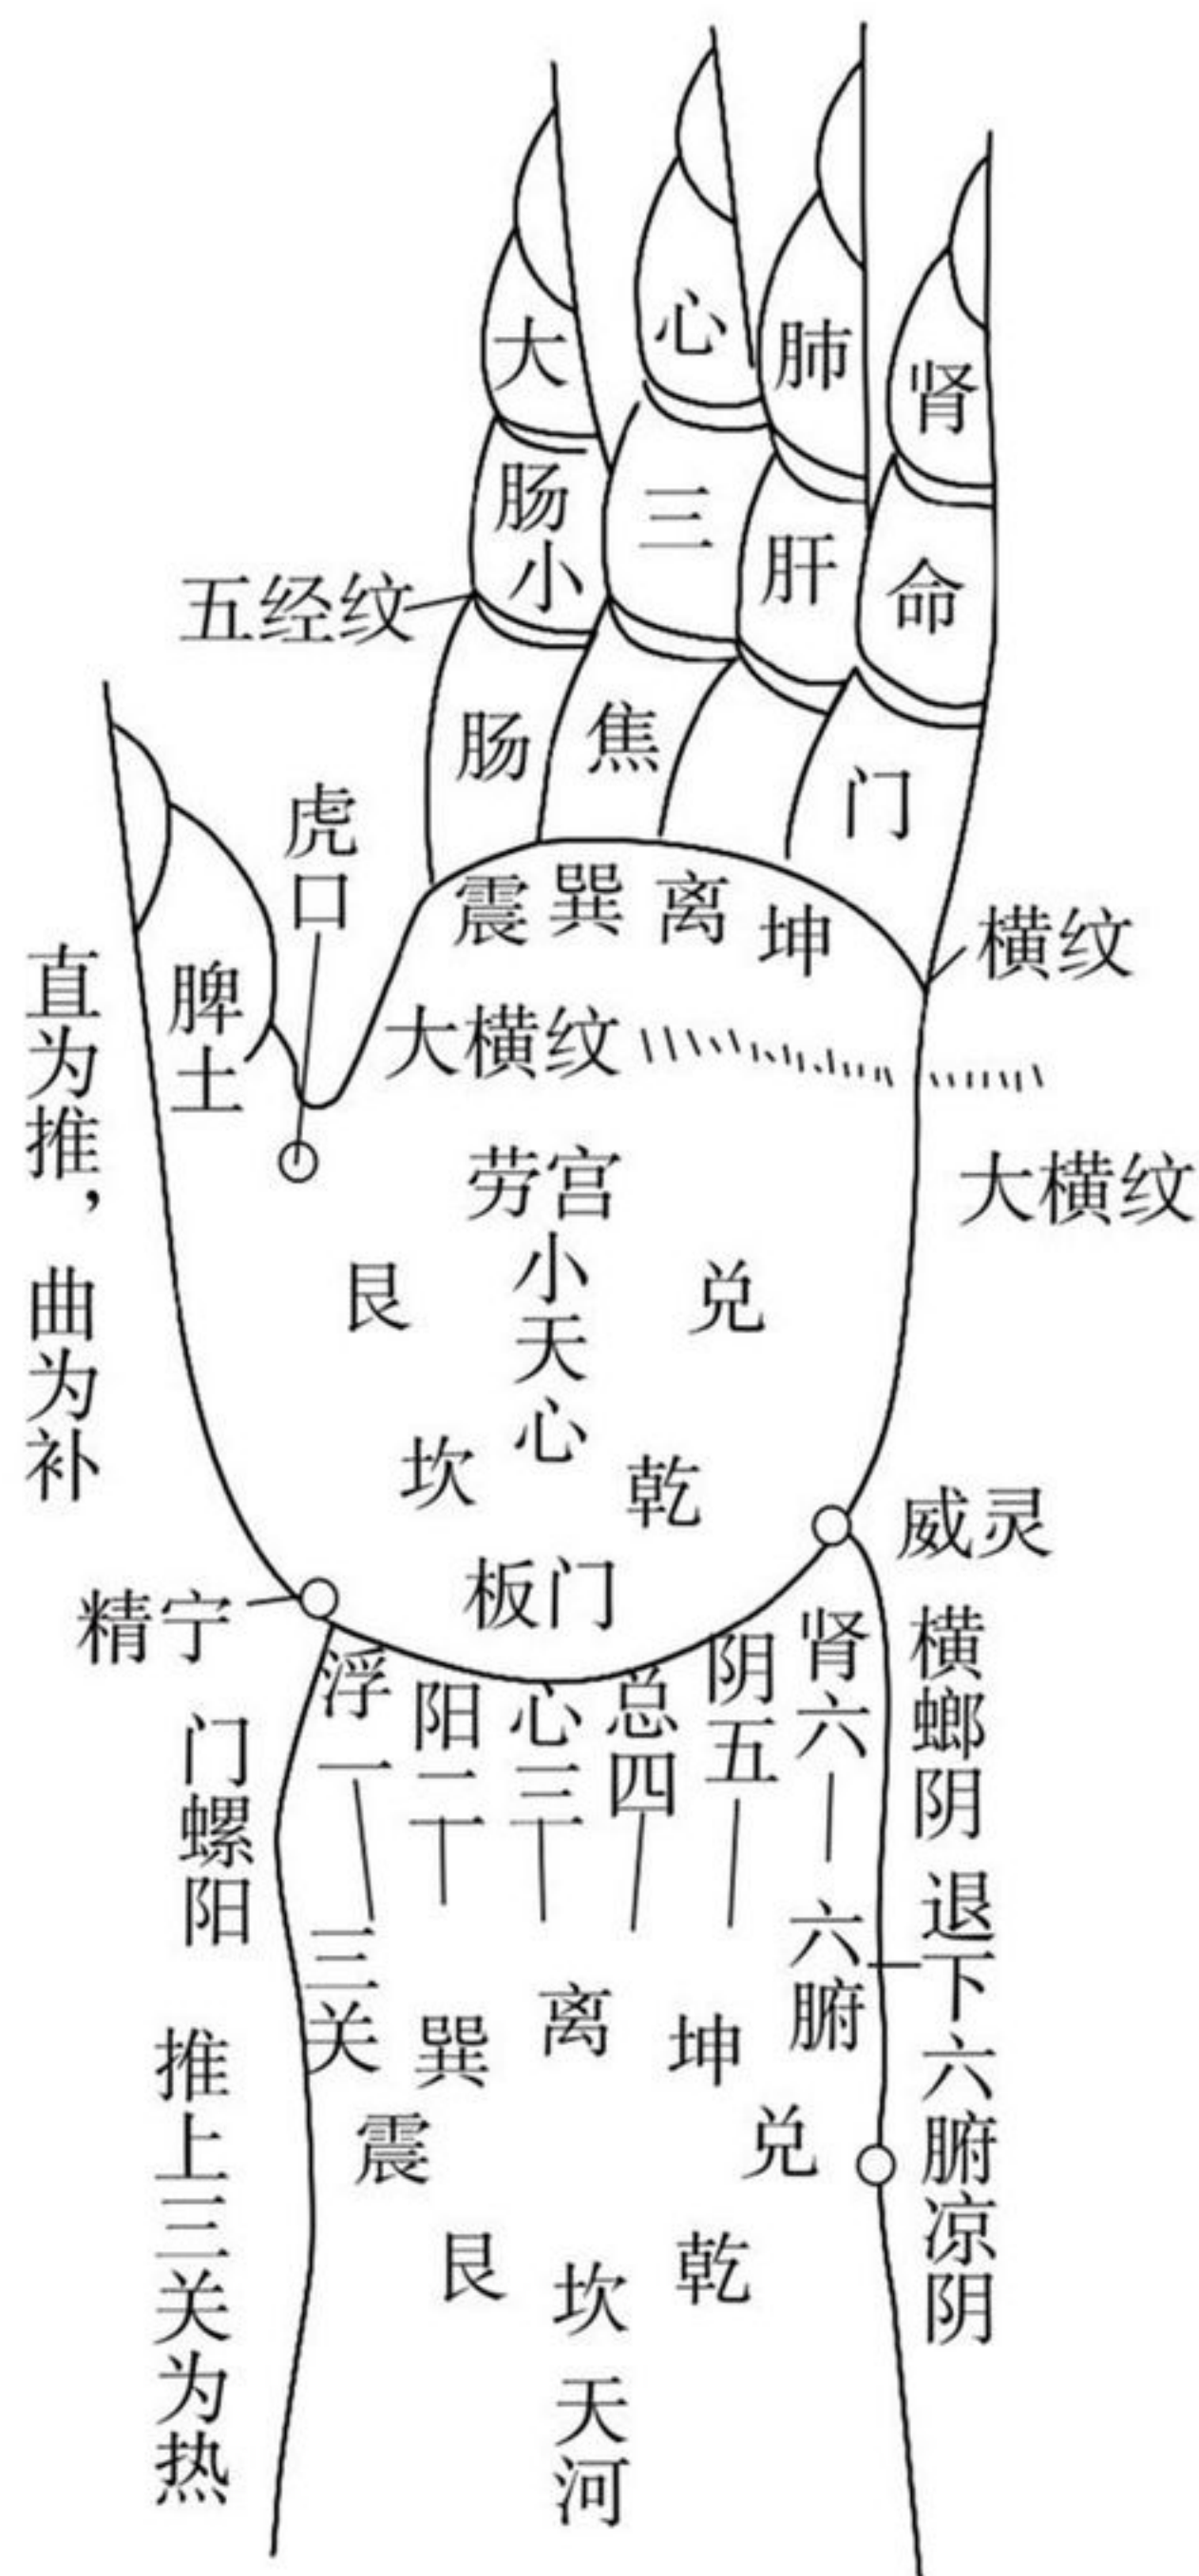 大肠
小肠
心
三焦
肺
肝
肾
命门
五经纹
虎口
脾土
震
巽
离
坤
横纹
大横纹
大横纹
劳宫
小天心
艮
兑
坎
乾
板门
直为推，曲为补
精宁
威灵
浮一
阳二
心三
总四
阴五
肾六
门螺阳
横螂阴
三关
六腑
推上三关为热
退下六腑凉阴
巽
离
坤
震
兑
艮
坎
乾
天河